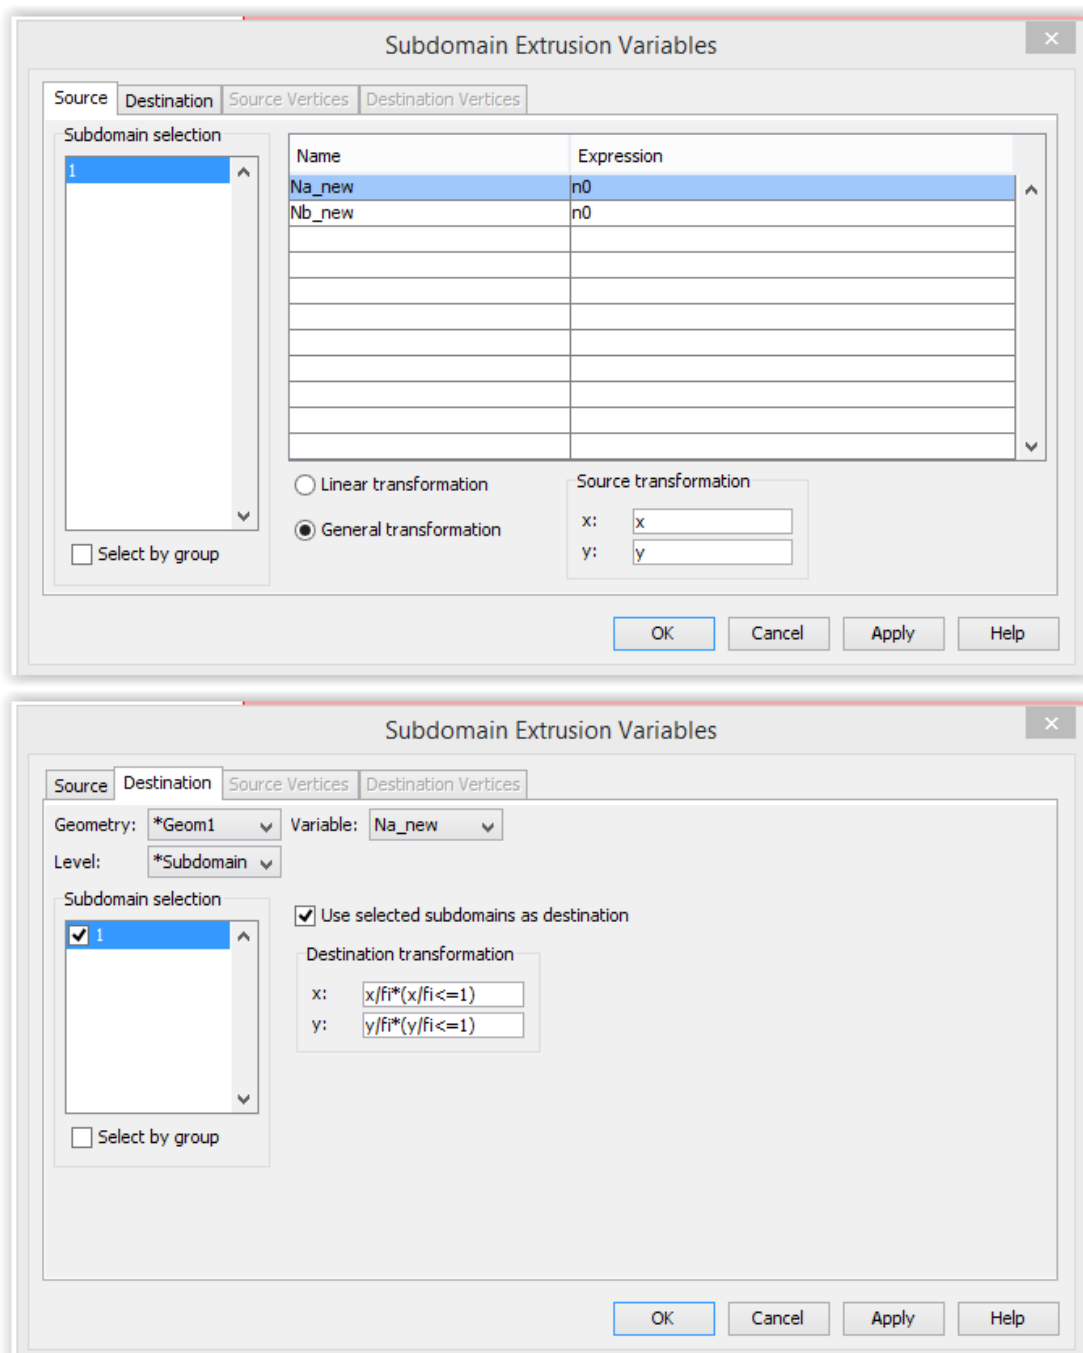 Subdomain Extrusion Variables
Source Destination Source Vertices Destination Vertices
Subdomain selection
1
Name Expression
Na_new n0
Nb_new n0
Linear transformation
General transformation
Source transformation
x: x
y: y
Select by group
OK Cancel Apply Help
Subdomain Extrusion Variables
Source Destination Source Vertices Destination Vertices
Geometry: *Geom1 Variable: Na_new
Level: *Subdomain
Subdomain selection
1
Use selected subdomains as destination
Destination transformation
x: x/fi*(x/fi<=1)
y: y/fi*(y/fi<=1)
Select by group
OK Cancel Apply Help